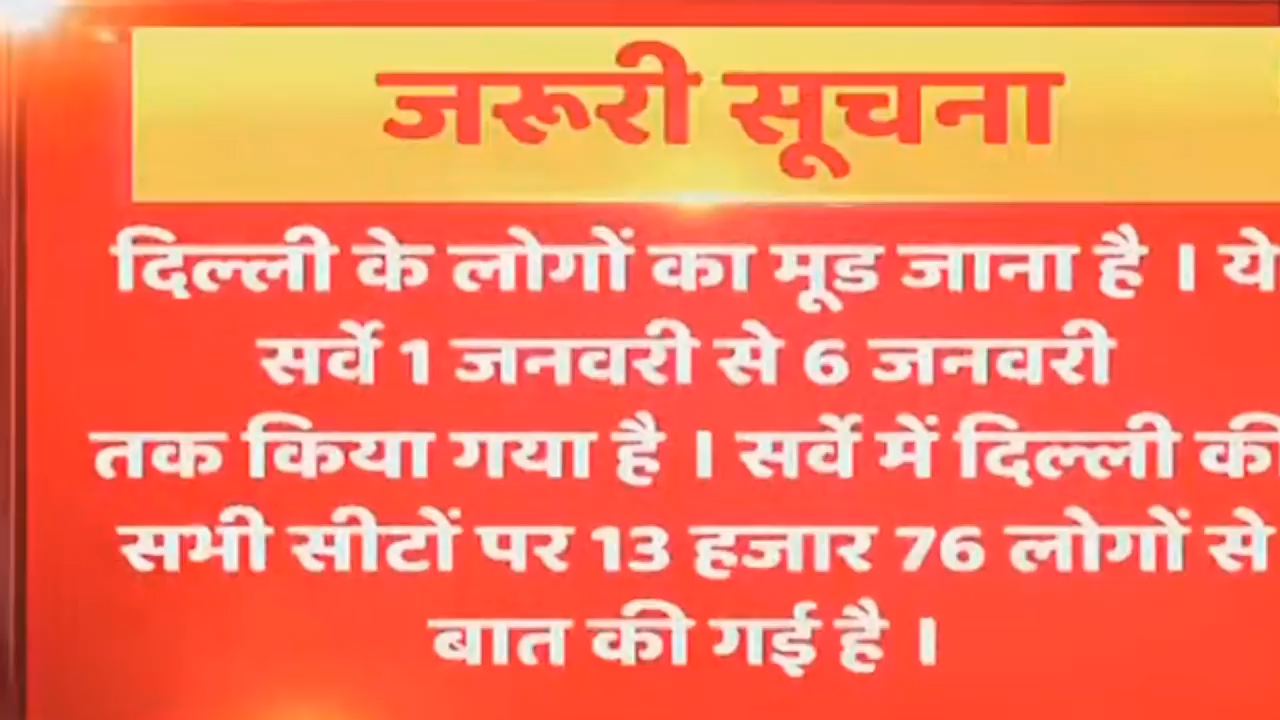 जरूरी सूचना
दिल्ली के लोगों का मूड जाना है । ये
सर्वे 1 जनवरी से 6 जनवरी
तक किया गया है । सर्वे में दिल्ली की
सभी सीटों पर 13 हजार 76 लोगों से
बात की गई है ।